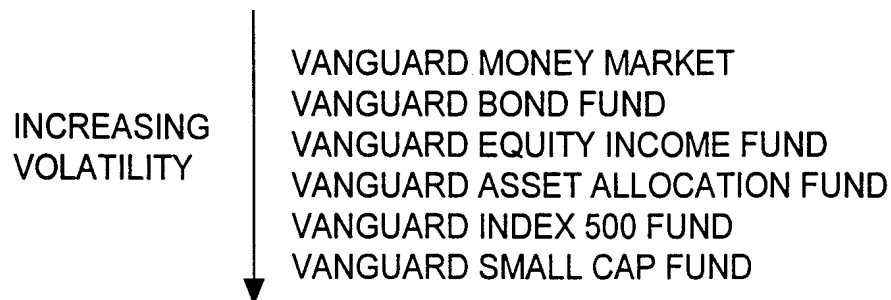 INCREASING
VOLATILITY
VANGUARD MONEY MARKET
VANGUARD BOND FUND
VANGUARD EQUITY INCOME FUND
VANGUARD ASSET ALLOCATION FUND
VANGUARD INDEX 500 FUND
VANGUARD SMALL CAP FUND